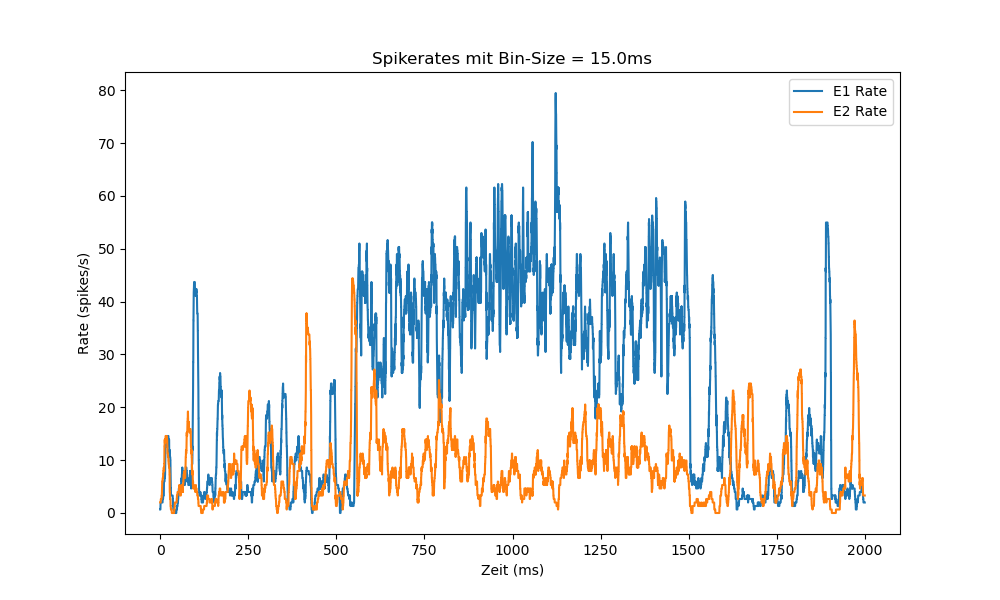 Spikerates mit Bin-Size = 15.0ms
E1 Rate
E2 Rate
80
70
60
50
40
30
20
10
0
Rate (spikes/s)
0 250 500 750 1000 1250 1500 1750 2000
Zeit (ms)